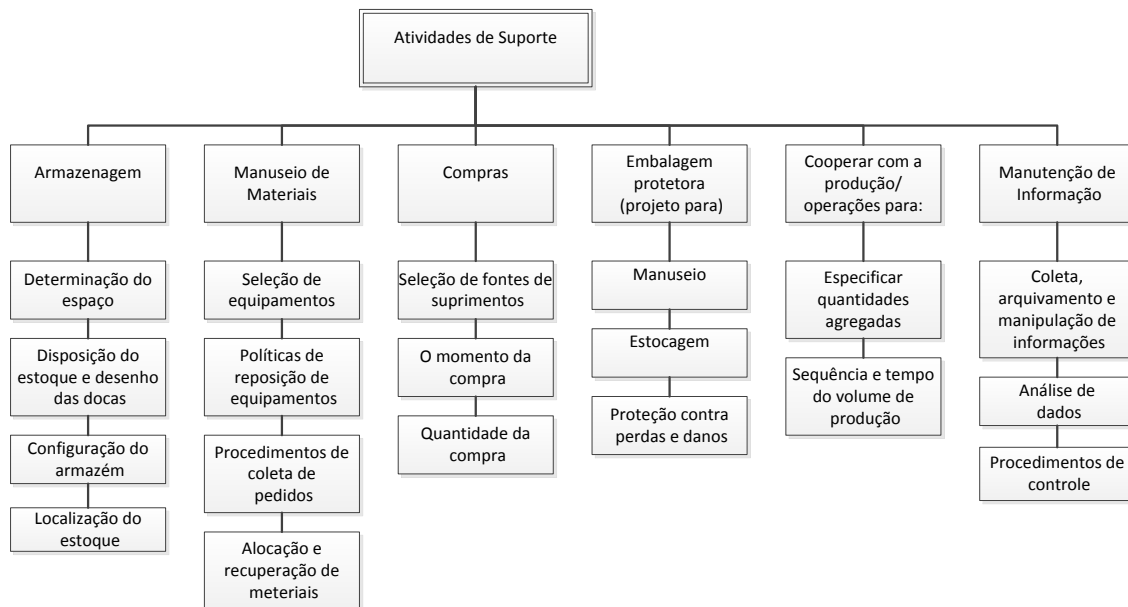 Atividades de Suporte
Armazenagem
Manuseio de
Materiais
Compras
Embalagem
protetora
(projeto para)
Cooperar com a
produção/
operações para:
Manutenção de
Informação
Determinação do
espaço
Disposição do
estoque e desenho
das docas
Configuração do
armazém
Localização do
estoque
Seleção de
equipamentos
Políticas de
reposição de
equipamentos
Procedimentos de
coleta de
pedidos
Alocação e
recuperação de
meteriais
Seleção de fontes de
suprimentos
O momento da
compra
Quantidade da
compra
Manuseio
Estocagem
Proteção contra
perdas e danos
Especificar
quantidades
agregadas
Sequência e tempo
do volume de
produção
Coleta,
arquivamento e
manipulação de
informações
Análise de
dados
Procedimentos de
controle